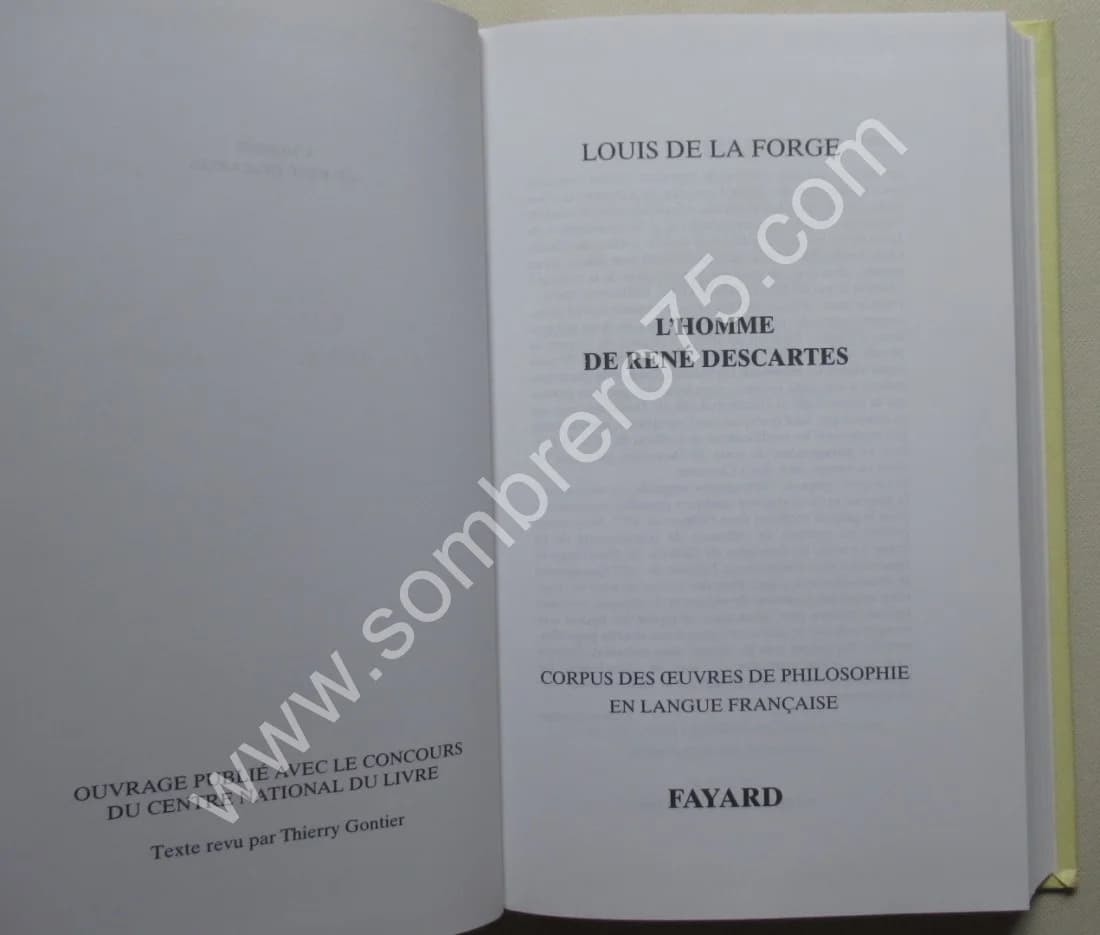 OUVRAGE PUBLIÉ AVEC LE CONCOURS
DU CENTRE NATIONAL DU LIVRE
Texte revu par Thierry Gontier
LOUIS DE LA FORGE
L'HOMME
DE RENÉ DESCARTES
CORPUS DES ŒUVRES DE PHILOSOPHIE
EN LANGUE FRANÇAISE
FAYARD
www.sombrero75.com